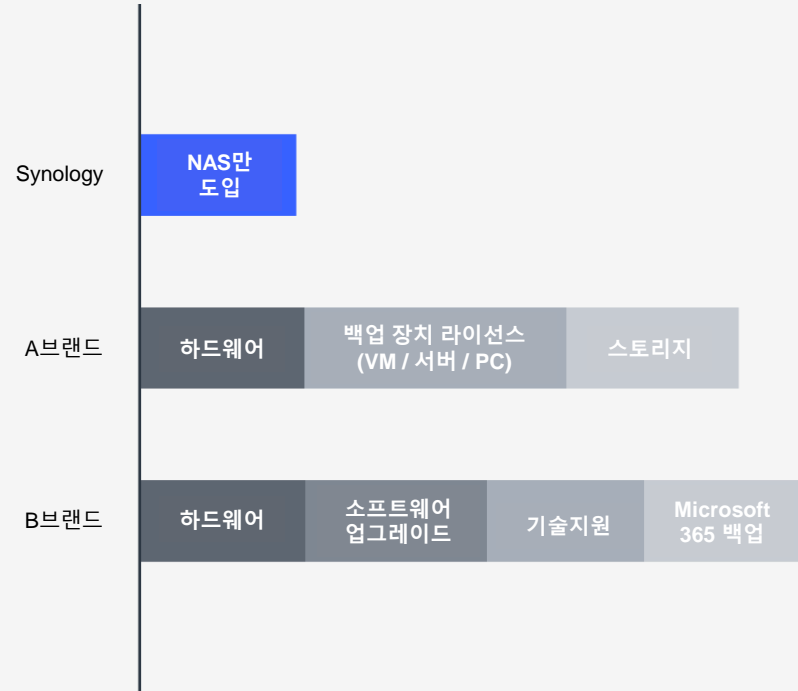 Synology
NAS만
도입
A브랜드
하드웨어
백업 장치 라이선스
(VM / 서버 / PC)
스토리지
B브랜드
하드웨어
소프트웨어
업그레이드
기술지원
Microsoft
365 백업